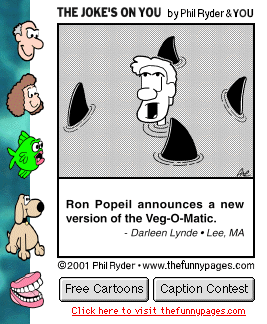 THE JOKE'S ON YOU by Phil Ryder & YOU
Ron Popeil announces a new
version of the Veg-O-Matic.
- Darleen Lynde • Lee, MA
©2001 Phil Ryder • www.thefunnypages.com
Free Cartoons
Caption Contest
Click here to visit thefunnypages.com